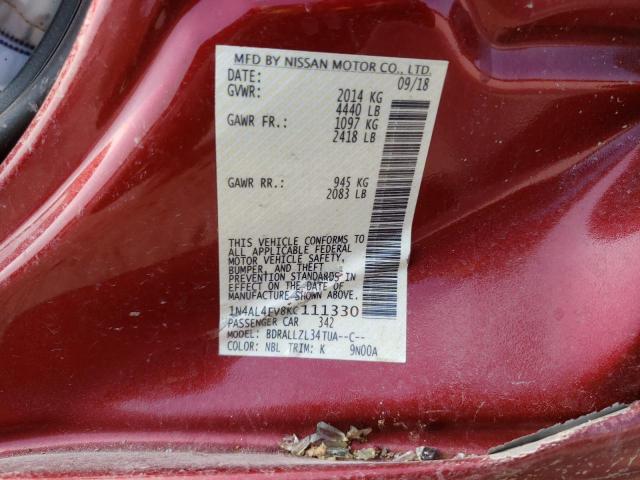 MFD BY NISSAN MOTOR CO., LTD.
DATE: 09/18
GVWR: 2014 KG
4440 LB
GAWR FR.: 1097 KG
2418 LB
GAWR RR.: 945 KG
2083 LB
THIS VEHICLE CONFORMS TO
ALL APPLICABLE FEDERAL
MOTOR VEHICLE SAFETY,
BUMPER, AND THEFT
PREVENTION STANDARDS IN
EFFECT ON THE DATE OF
MANUFACTURE SHOWN ABOVE.
1N4AL4FV8KC111330
PASSENGER CAR 342
MODEL: BDRALLZL34TUA--C--
COLOR: NBL TRIM: K 9N00A